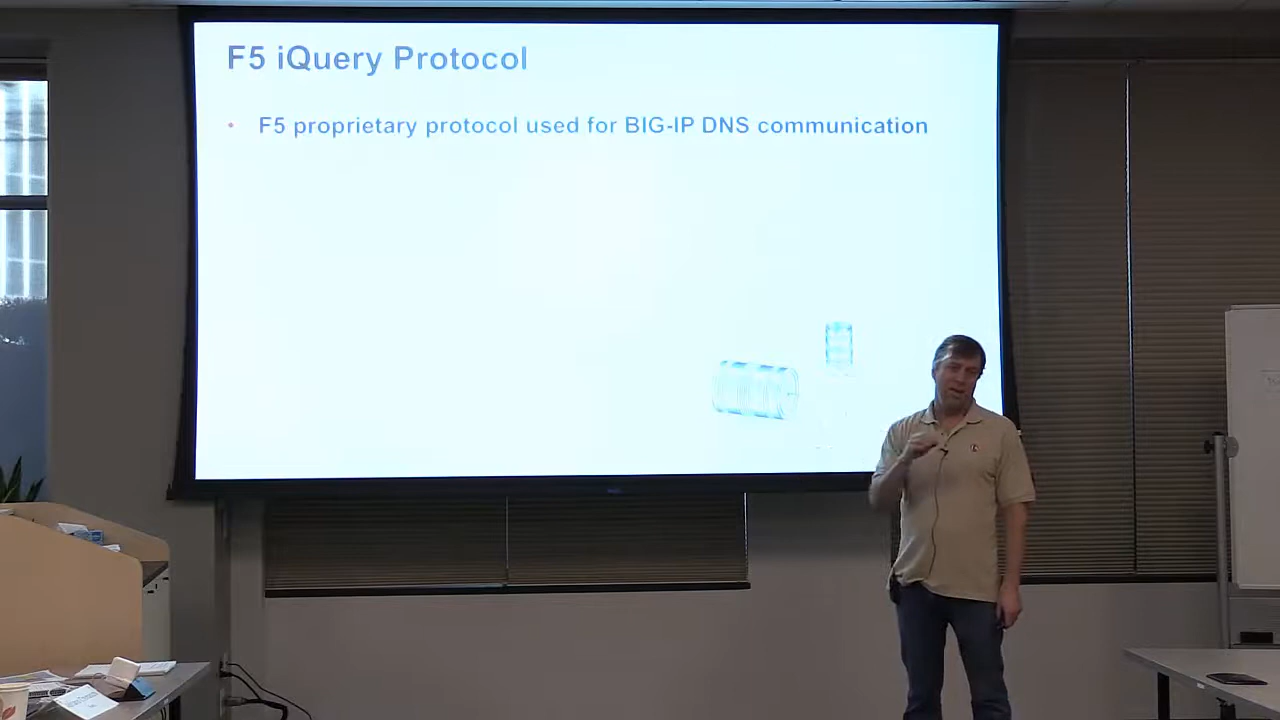 F5 iQuery Protocol
• F5 proprietary protocol used for BIG-IP DNS communication